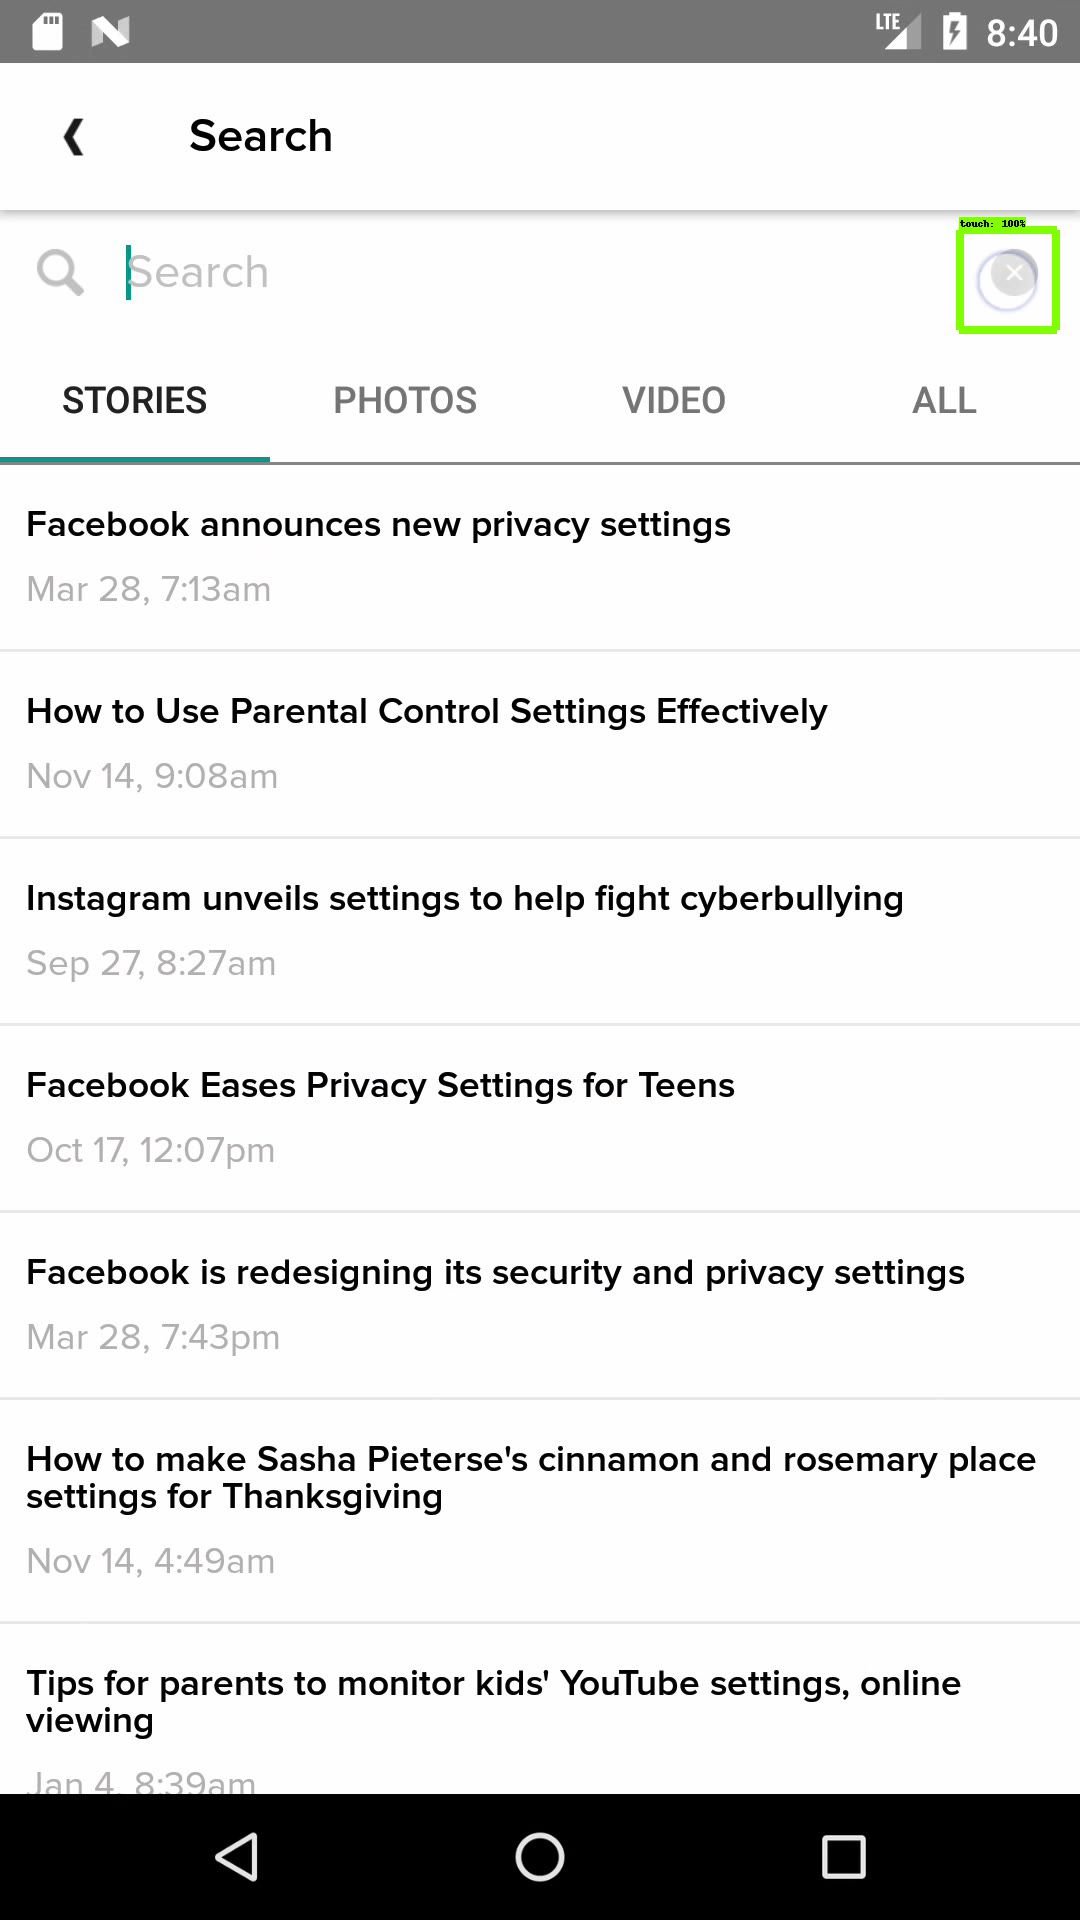 LTE 8:40
Search
touch: 100%
Search
STORIES PHOTOS VIDEO ALL
Facebook announces new privacy settings
Mar 28, 7:13am
How to Use Parental Control Settings Effectively
Nov 14, 9:08am
Instagram unveils settings to help fight cyberbullying
Sep 27, 8:27am
Facebook Eases Privacy Settings for Teens
Oct 17, 12:07pm
Facebook is redesigning its security and privacy settings
Mar 28, 7:43pm
How to make Sasha Pieterse's cinnamon and rosemary place
settings for Thanksgiving
Nov 14, 4:49am
Tips for parents to monitor kids' YouTube settings, online
viewing
Jan 4, 8:39am